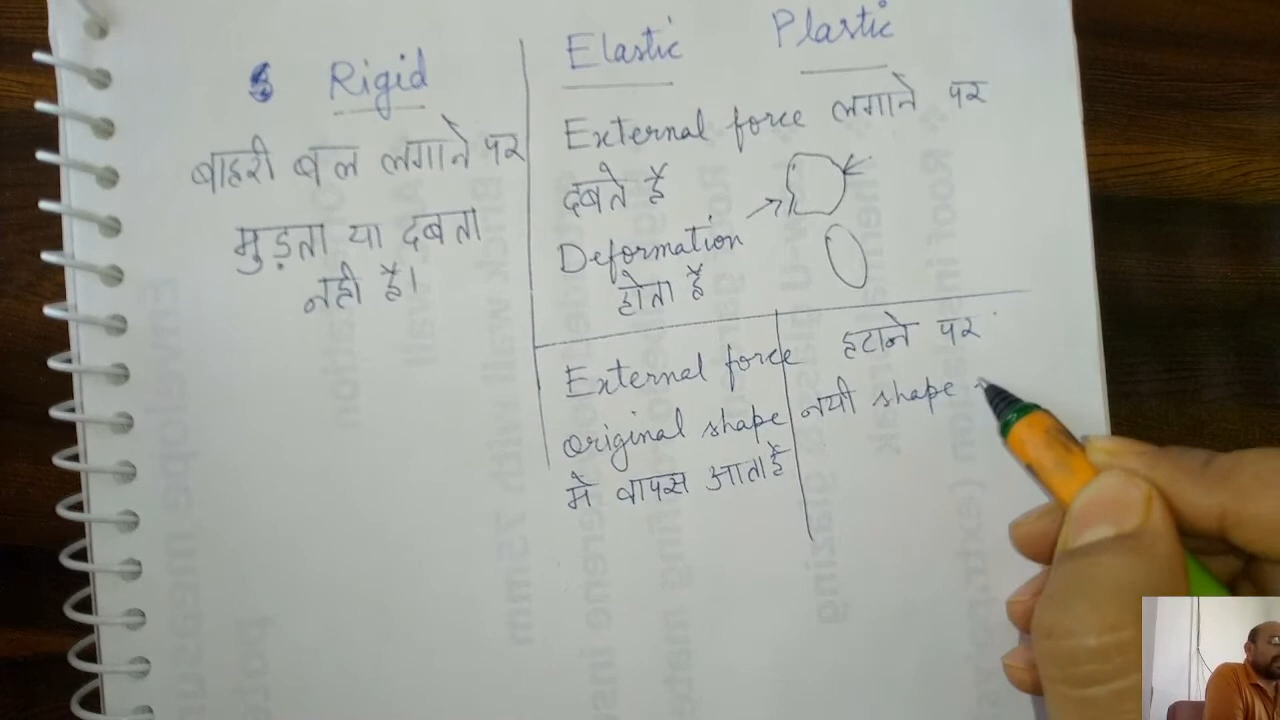 Rigid
बाहरी बल लगाने पर
मुड़ता या दबता
नही है।
Elastic Plastic
External force लगाने पर
दबते है
Deformation
होता है
External force हटाने पर
original shape
मे वापस आता है
नयी shape